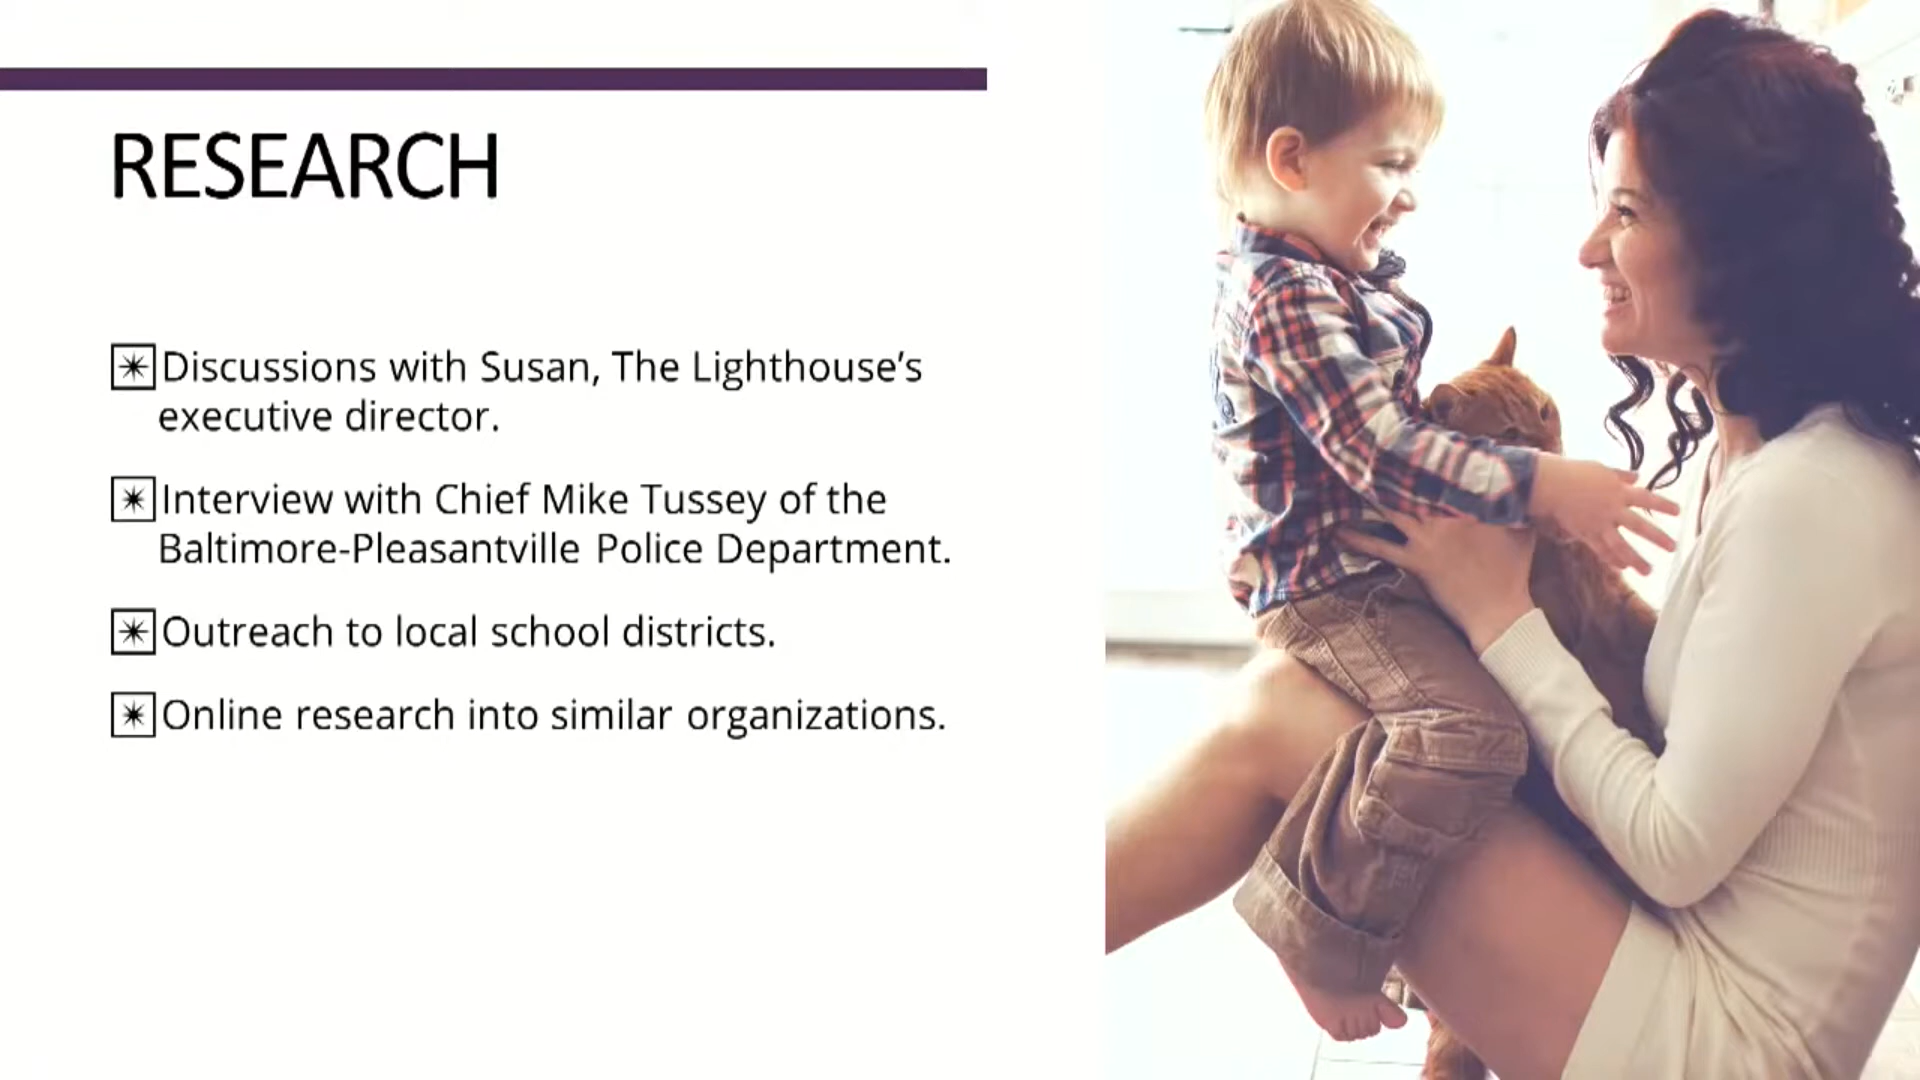 RESEARCH
Discussions with Susan, The Lighthouse’s
executive director.
Interview with Chief Mike Tussey of the
Baltimore-Pleasantville Police Department.
Outreach to local school districts.
Online research into similar organizations.